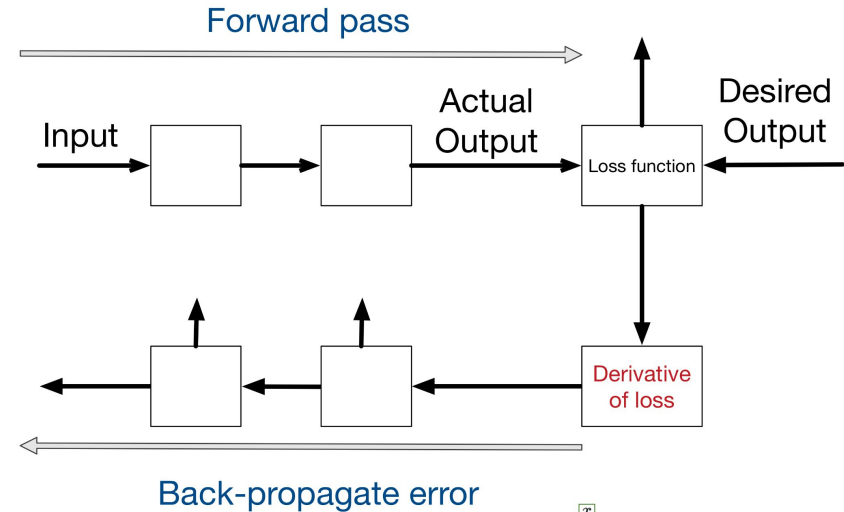 Forward pass
Input
Actual
Output
Loss function
Desired
Output
Derivative
of loss
Back-propagate error